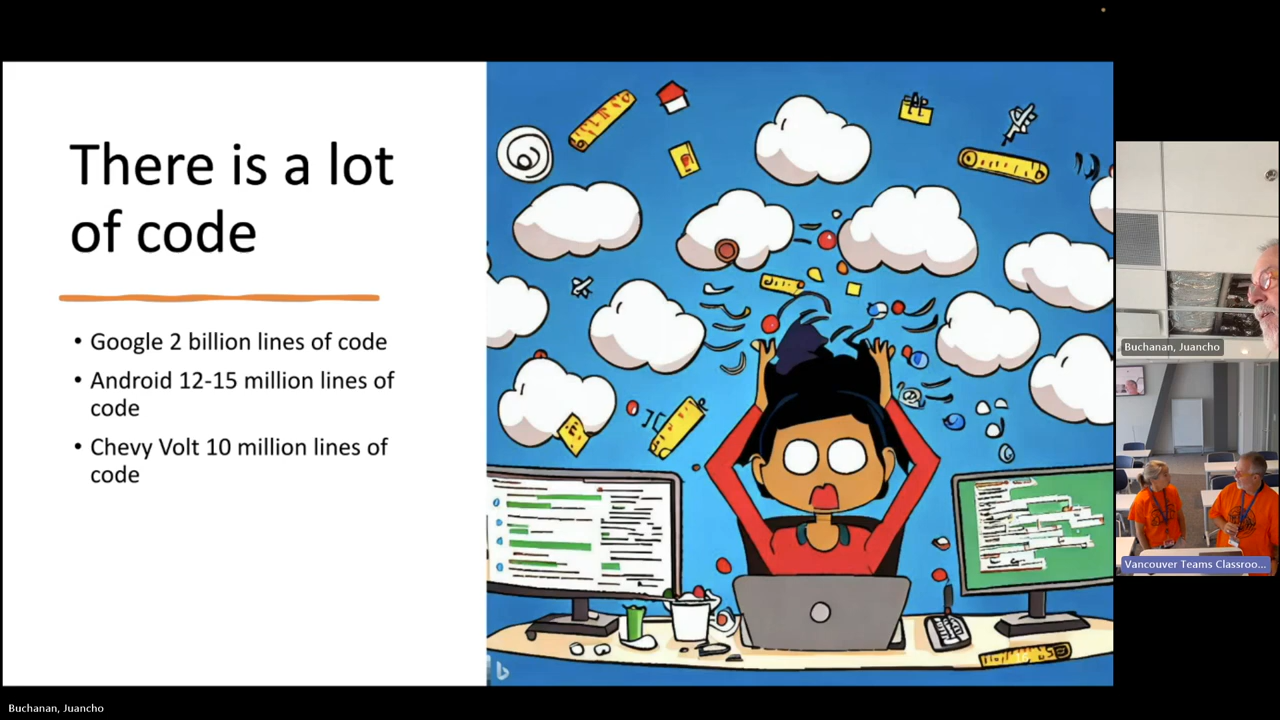 There is a lot
of code
• Google 2 billion lines of code
• Android 12-15 million lines of
code
• Chevy Volt 10 million lines of
code
Buchanan, Juancho
Vancouver Teams Classroo...
Buchanan, Juancho